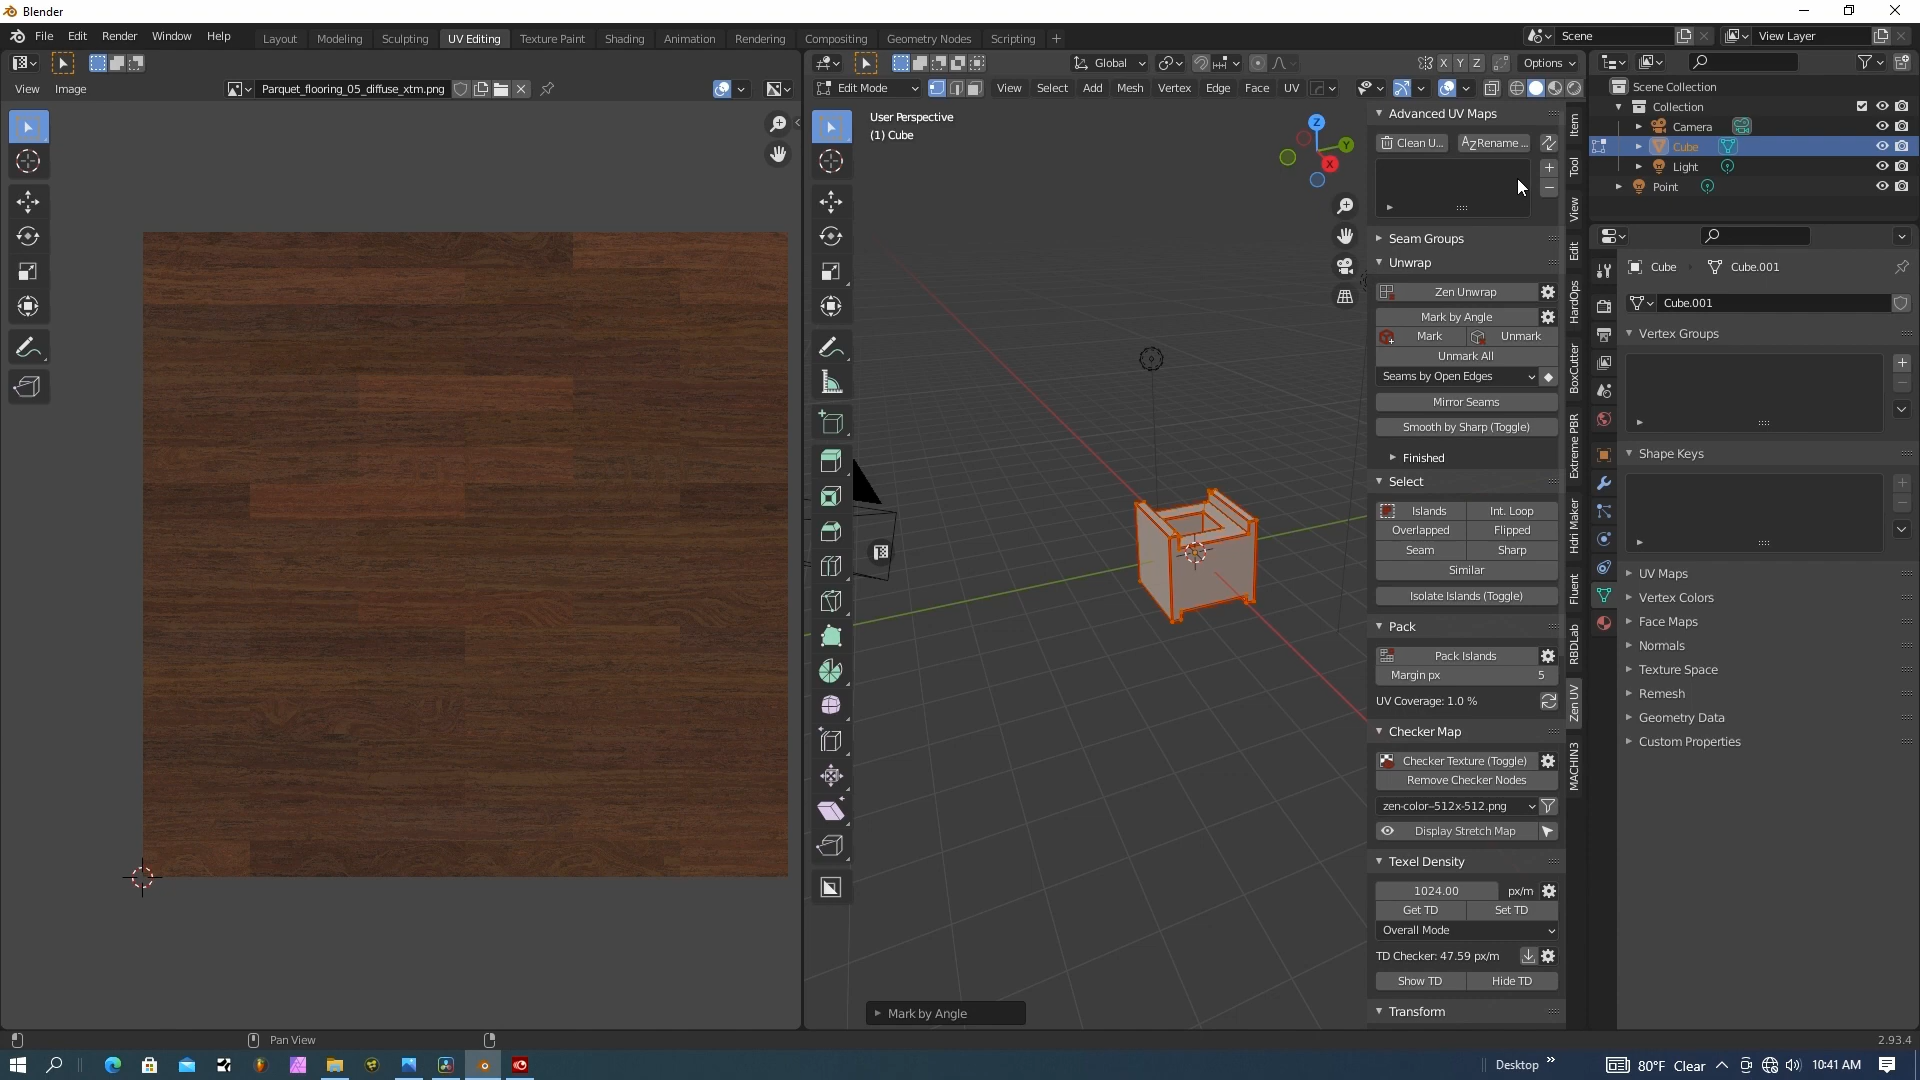 Blender
File Edit Render Window Help
Layout Modeling Sculpting UV Editing Texture Paint Shading Animation Rendering Compositing Geometry Nodes Scripting +
Scene
View Layer
Global
X Y Z
Options
View Image
Parquet_flooring_05_diffuse_xtm.png
Edit Mode
View Select Add Mesh Vertex Edge Face UV
User Perspective
(1) Cube
Z
Y
X
Advanced UV Maps
Clean U...
Rename ...
Seam Groups
Unwrap
Zen Unwrap
Mark by Angle
Mark
Unmark
Unmark All
Seams by Open Edges
Mirror Seams
Smooth by Sharp (Toggle)
Finished
Select
Islands
Int. Loop
Overlapped
Flipped
Seam
Sharp
Similar
Isolate Islands (Toggle)
Pack
Pack Islands
Margin px 5
UV Coverage: 1.0 %
Checker Map
Checker Texture (Toggle)
Remove Checker Nodes
zen-color–512x-512.png
Display Stretch Map
Texel Density
1024.00 px/m
Get TD
Set TD
Overall Mode
TD Checker: 47.59 px/m
Show TD
Hide TD
Transform
Item
Tool
View
Edit
HardOps
BoxCutter
Extreme PBR
Hdri Maker
Fluent
RBDLab
Zen UV
MACHIN3
Scene Collection
Collection
Camera
Cube
Light
Point
Cube
Cube.001
Cube.001
Vertex Groups
Shape Keys
UV Maps
Vertex Colors
Face Maps
Normals
Texture Space
Remesh
Geometry Data
Custom Properties
Mark by Angle
Pan View
2.93.4
Desktop
80°F Clear
10:41 AM